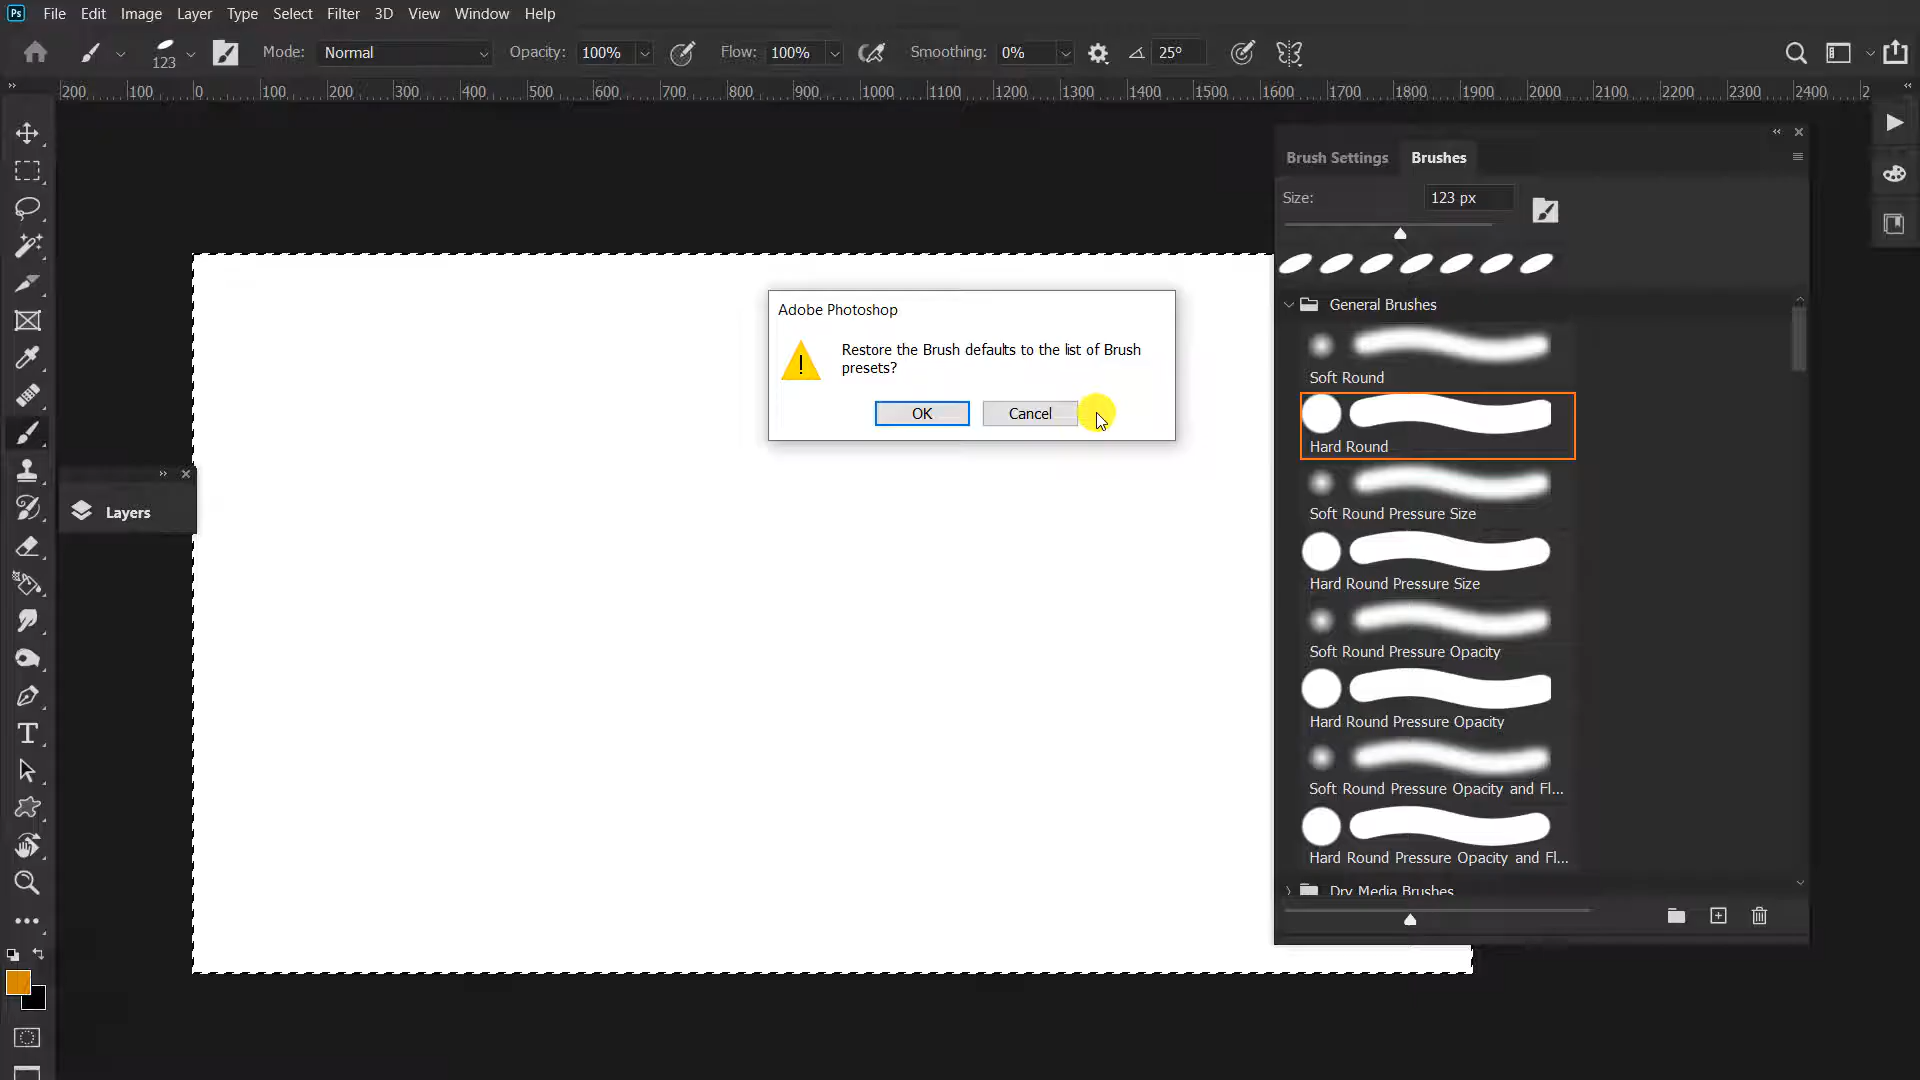 Ps File Edit Image Layer Type Select Filter 3D View Window Help
123 Mode: Normal Opacity: 100% Flow: 100% Smoothing: 0% 25°
200 100 0 100 200 300 400 500 600 700 800 900 1000 1100 1200 1300 1400 1500 1600 1700 1800 1900 2000 2100 2200 2300 2400 2
Brush Settings Brushes
Size: 123 px
General Brushes
Soft Round
Hard Round
Soft Round Pressure Size
Hard Round Pressure Size
Soft Round Pressure Opacity
Hard Round Pressure Opacity
Soft Round Pressure Opacity and Fl...
Hard Round Pressure Opacity and Fl...
Dry Media Brushes
Adobe Photoshop
Restore the Brush defaults to the list of Brush
presets?
OK Cancel
Layers